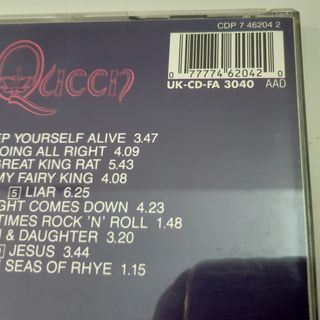 CDP 7 46204 2
Queen
0 77774 62042 0
UK-CD-FA 3040 AAD
EP YOURSELF ALIVE 3.47
OING ALL RIGHT 4.09
GREAT KING RAT 5.43
MY FAIRY KING 4.08
5 LIAR 6.25
GHT COMES DOWN 4.23
TIMES ROCK 'N' ROLL 1.48
& DAUGHTER 3.20
JESUS 3.44
SEAS OF RHYE 1.15